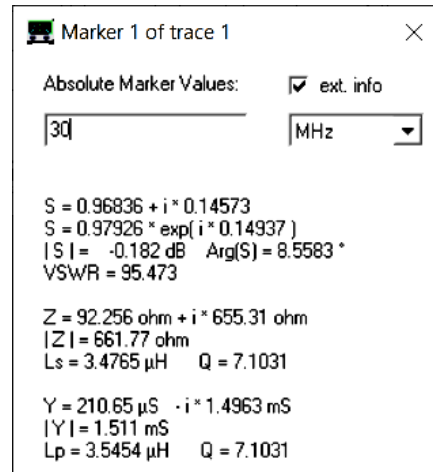 Marker 1 of trace 1
Absolute Marker Values:
ext. info
30
MHz
S = 0.96836 + i * 0.14573
S = 0.97926 * exp( i * 0.14937 )
| S | = -0.182 dB Arg(S) = 8.5583 °
VSWR = 95.473
Z = 92.256 ohm + i * 655.31 ohm
|Z| = 661.77 ohm
Ls = 3.4765 µH Q = 7.1031
Y = 210.65 µS - i * 1.4963 mS
|Y| = 1.511 mS
Lp = 3.5454 µH Q = 7.1031